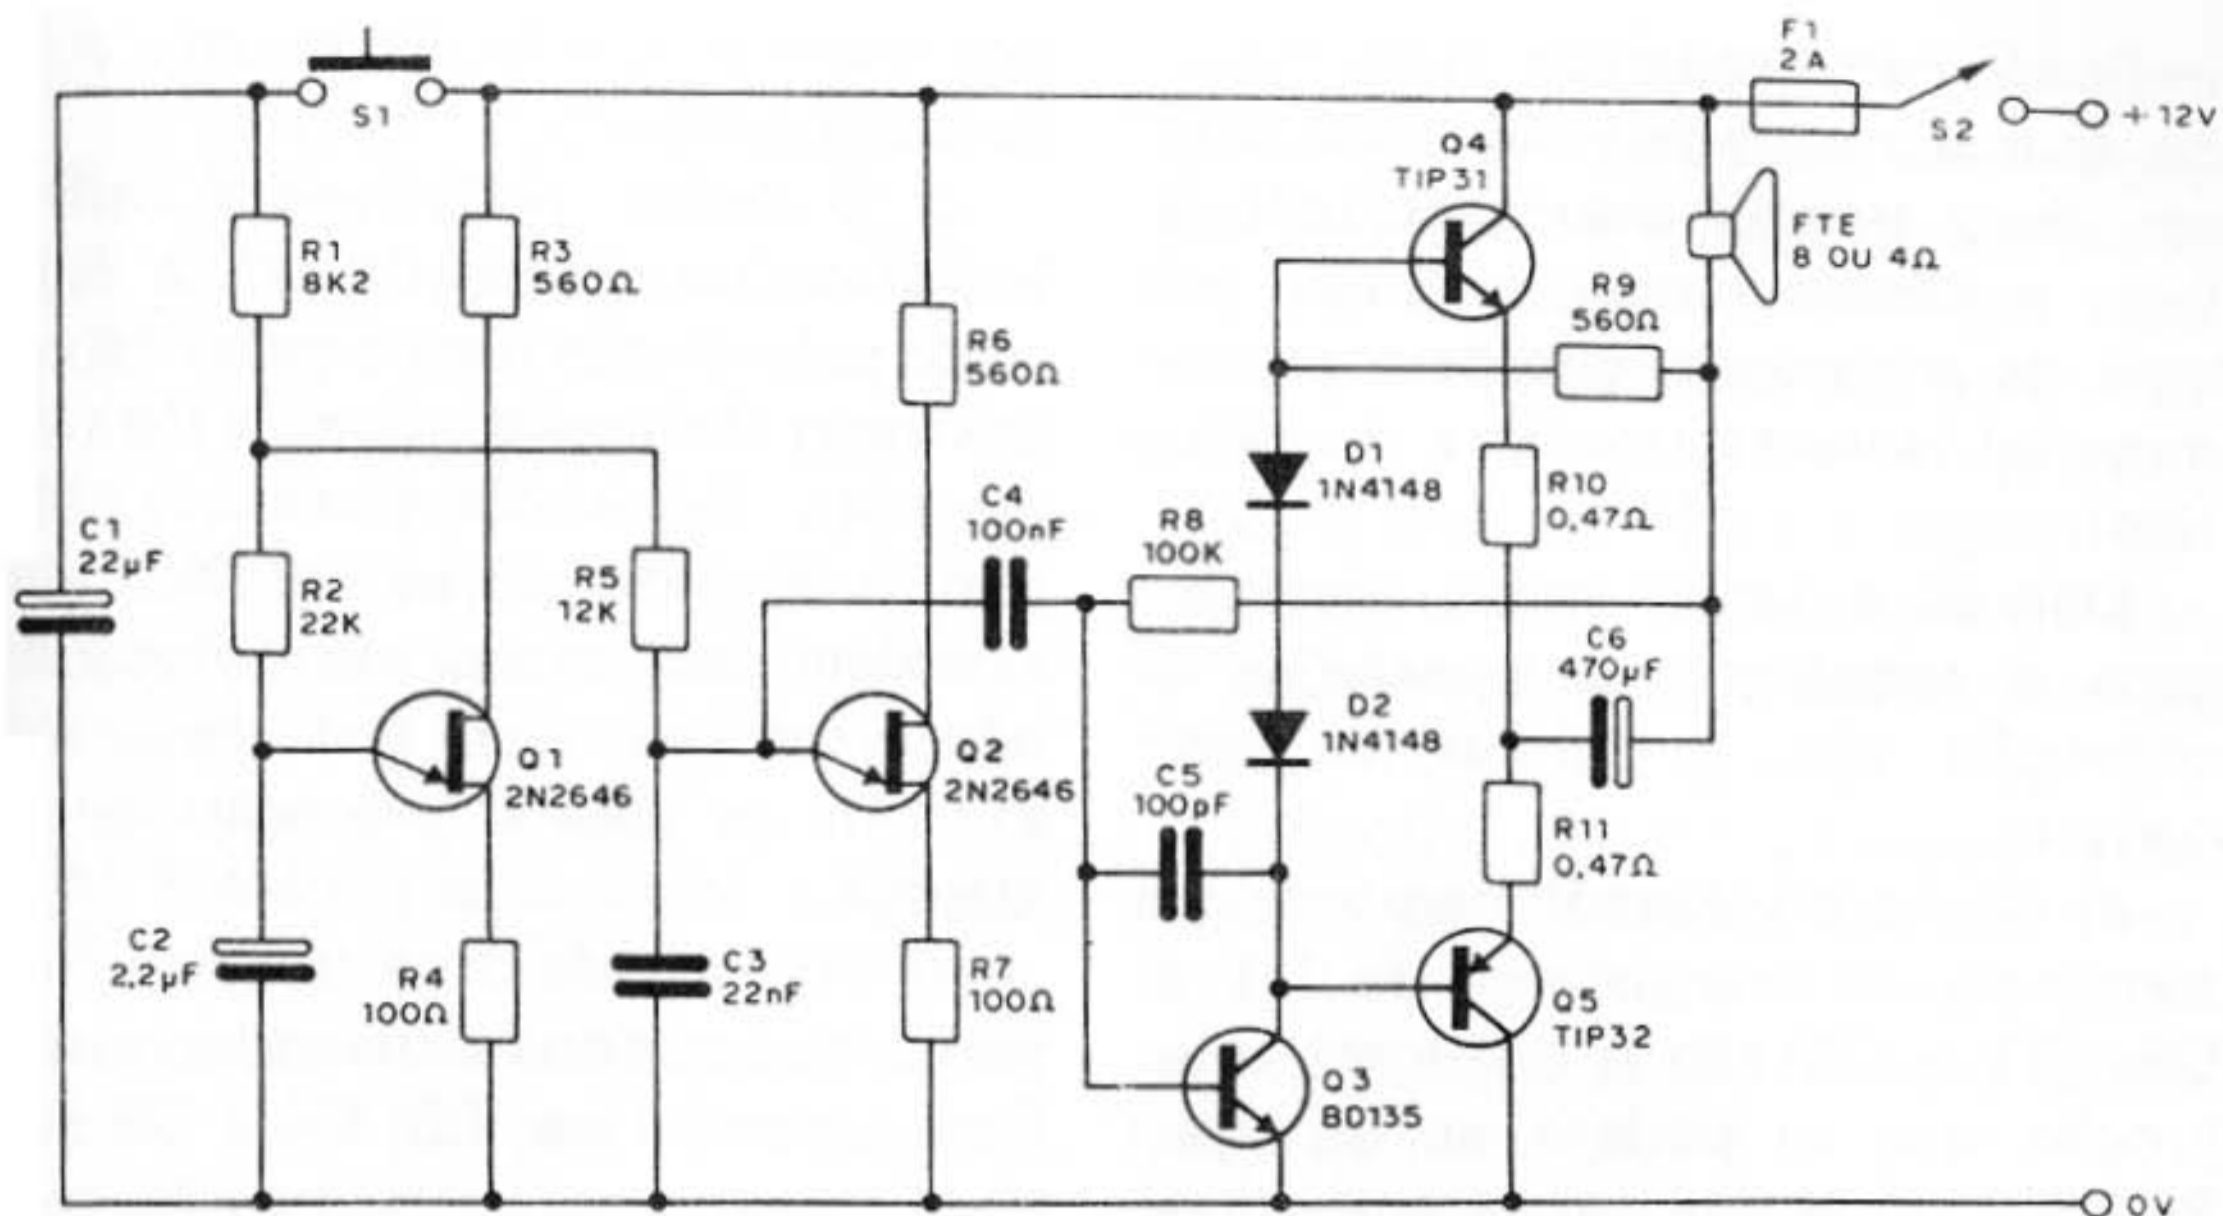 F1
2A
S1
S2
+12V
Q4
TIP31
R1
8K2
R3
560Ω
FTE
8 OU 4Ω
R9
560Ω
R6
560Ω
D1
1N4148
R10
0,47Ω
C4
100nF
R8
100K
C1
22µF
R2
22K
R5
12K
C6
470µF
Q1
2N2646
Q2
2N2646
D2
1N4148
C5
100pF
R11
0,47Ω
C2
2,2µF
R4
100Ω
C3
22nF
R7
100Ω
Q5
TIP32
Q3
BD135
0V